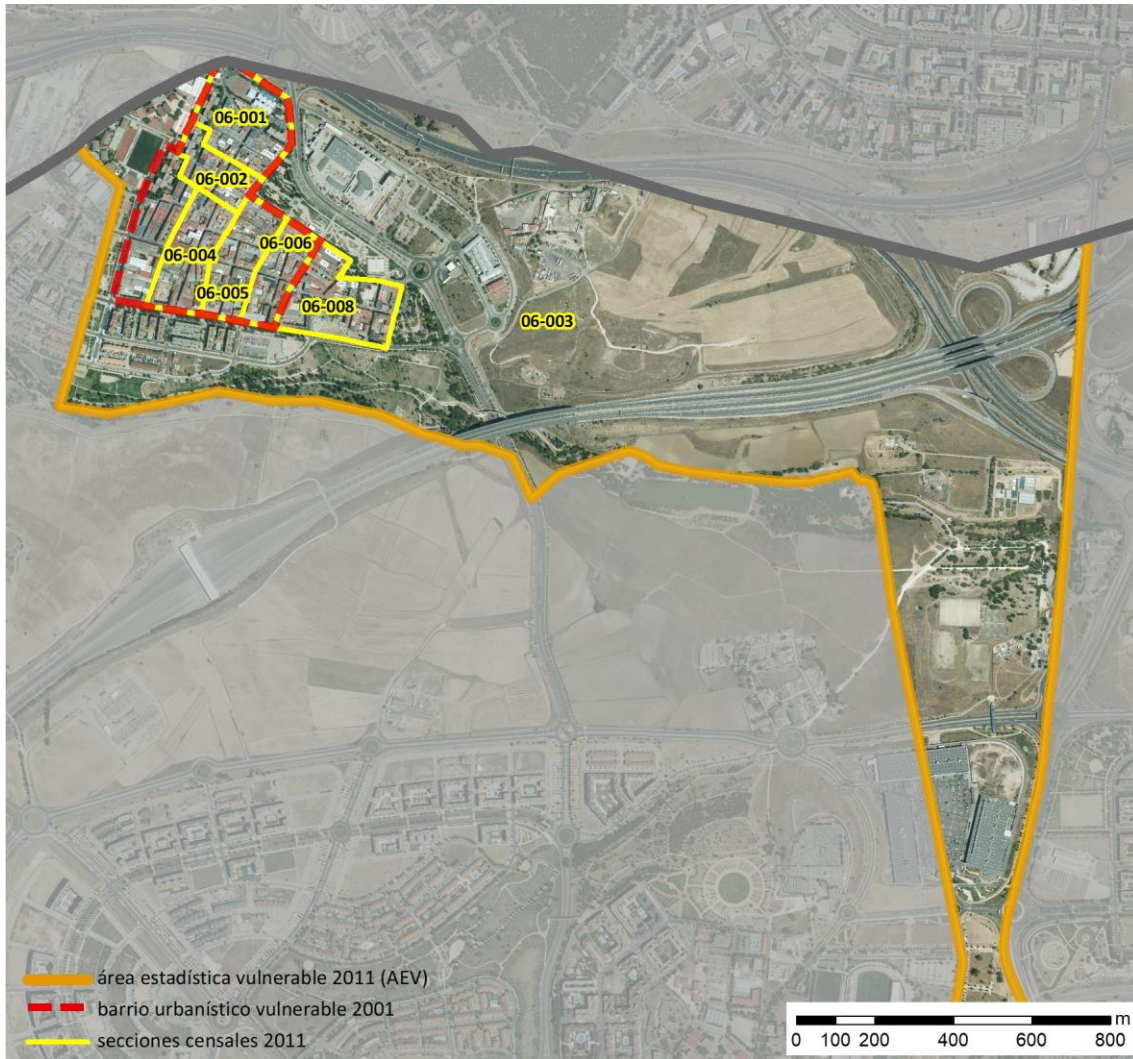 06-001
06-002
06-006
06-004
06-005
06-008
06-003
área estadística vulnerable 2011 (AEV)
barrio urbanístico vulnerable 2001
secciones censales 2011
m
0 100 200 400 600 800